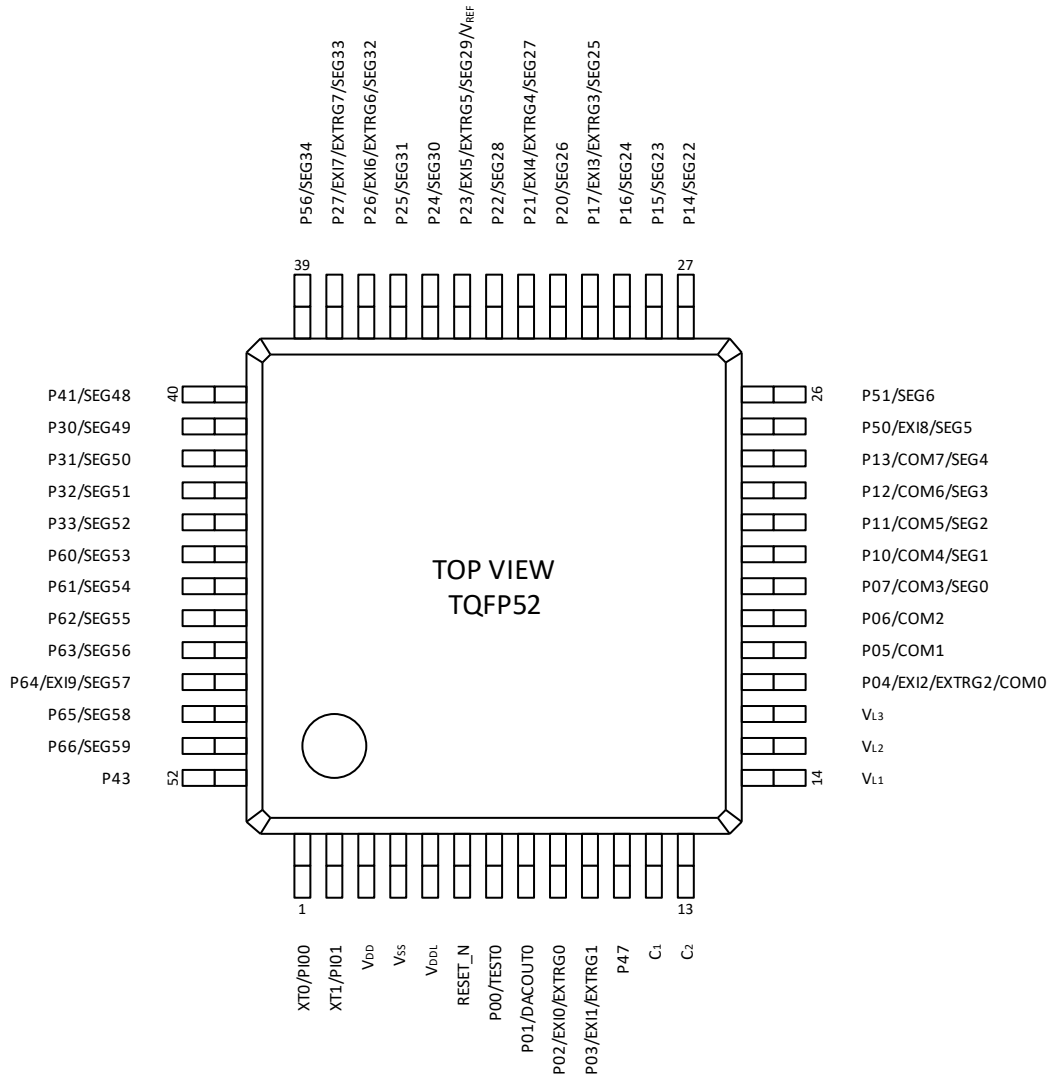 P56/SEG34
P27/EXI7/EXTRG7/SEG33
P26/EXI6/EXTRG6/SEG32
P25/SEG31
P24/SEG30
P23/EXI5/EXTRG5/SEG29/VREF
P22/SEG28
P21/EXI4/EXTRG4/SEG27
P20/SEG26
P17/EXI3/EXTRG3/SEG25
P16/SEG24
P15/SEG23
P14/SEG22
39
27
P41/SEG48
40
P30/SEG49
P31/SEG50
P32/SEG51
P33/SEG52
P60/SEG53
P61/SEG54
P62/SEG55
P63/SEG56
P64/EXI9/SEG57
P65/SEG58
P66/SEG59
P43
52
TOP VIEW
TQFP52
26
P51/SEG6
P50/EXI8/SEG5
P13/COM7/SEG4
P12/COM6/SEG3
P11/COM5/SEG2
P10/COM4/SEG1
P07/COM3/SEG0
P06/COM2
P05/COM1
P04/EXI2/EXTRG2/COM0
VL3
VL2
14
VL1
1
13
XT0/PI00
XT1/PI01
VDD
VSS
VDDL
RESET_N
P00/TEST0
P01/DACOUT0
P02/EXI0/EXTRG0
P03/EXI1/EXTRG1
P47
C1
C2